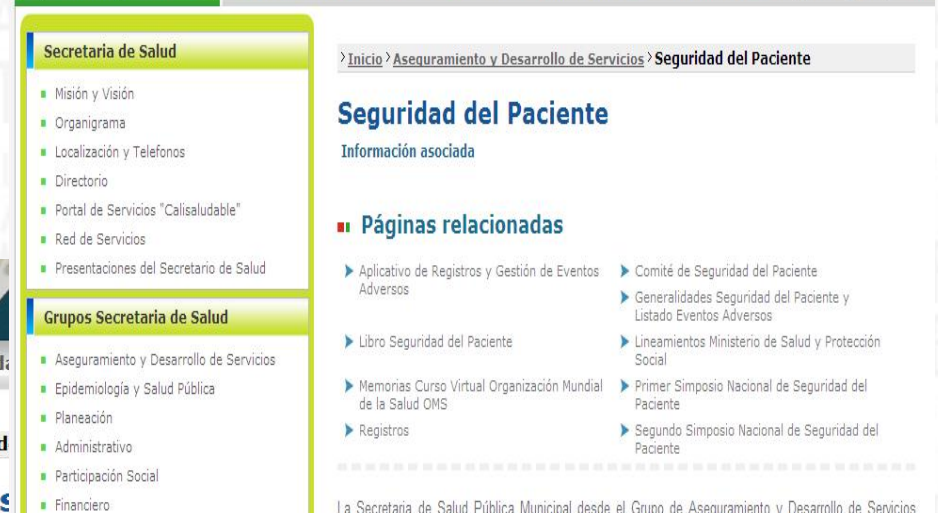 Secretaria de Salud
Misión y Visión
Organigrama
Localización y Telefonos
Directorio
Portal de Servicios "Calisaludable"
Red de Servicios
Presentaciones del Secretario de Salud
Grupos Secretaria de Salud
Aseguramiento y Desarrollo de Servicios
Epidemiología y Salud Pública
Planeación
Administrativo
Participación Social
Financiero
Inicio Aseguramiento y Desarrollo de Servicios Seguridad del Paciente
Seguridad del Paciente
Información asociada
Páginas relacionadas
Aplicativo de Registros y Gestión de Eventos
Adversos
Comité de Seguridad del Paciente
Generalidades Seguridad del Paciente y
Listado Eventos Adversos
Libro Seguridad del Paciente
Lineamientos Ministerio de Salud y Protección
Social
Memorias Curso Virtual Organización Mundial
de la Salud OMS
Primer Simposio Nacional de Seguridad del
Paciente
Registros
Segundo Simposio Nacional de Seguridad del
Paciente
La Secretaria de Salud Pública Municipal desde el Grupo de Aseguramiento y Desarrollo de Servicios